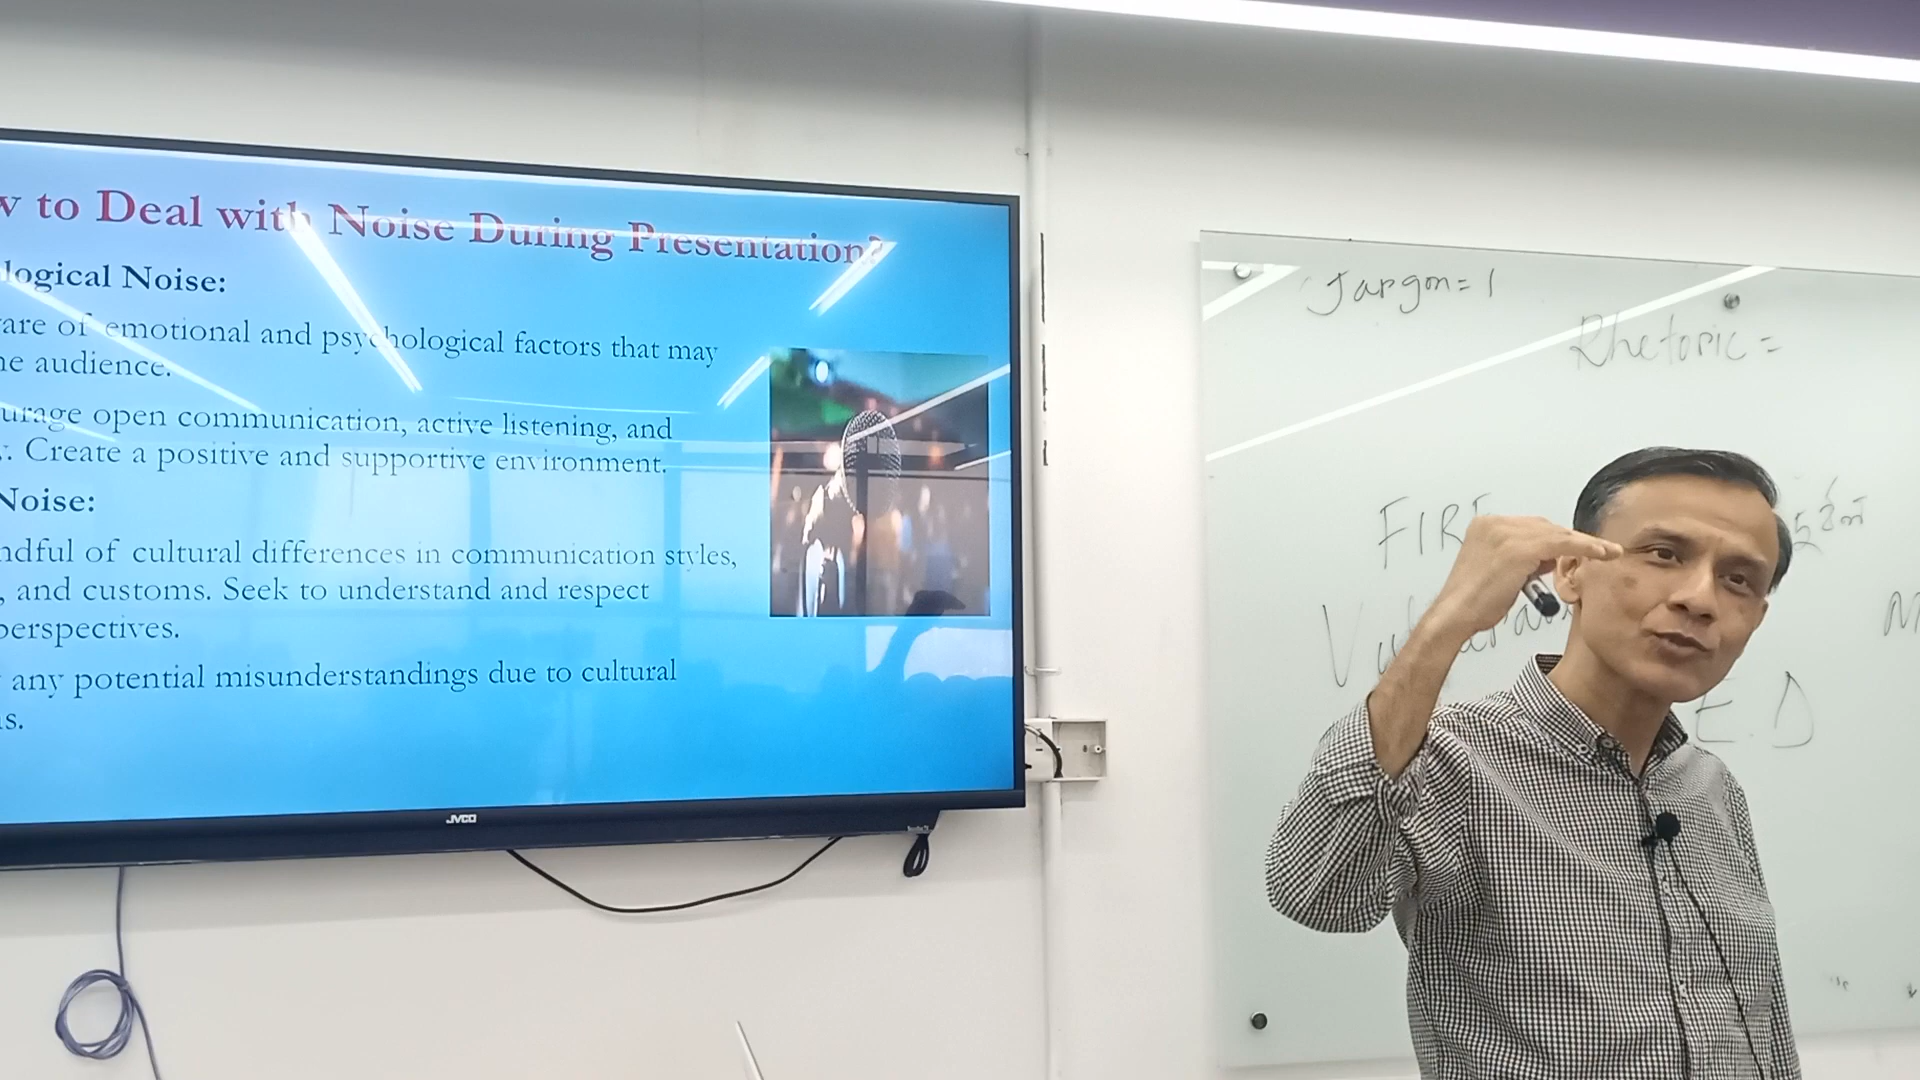 w to Deal with Noise During Presentation?
logical Noise:
are of emotional and psychological factors that may
he audience.
urage open communication, active listening, and
. Create a positive and supportive environment.
Noise:
ndful of cultural differences in communication styles,
, and customs. Seek to understand and respect
perspectives.
any potential misunderstandings due to cultural
s.
JVCO
Jargon = 1
Rhetoric =
FIRE
E.D